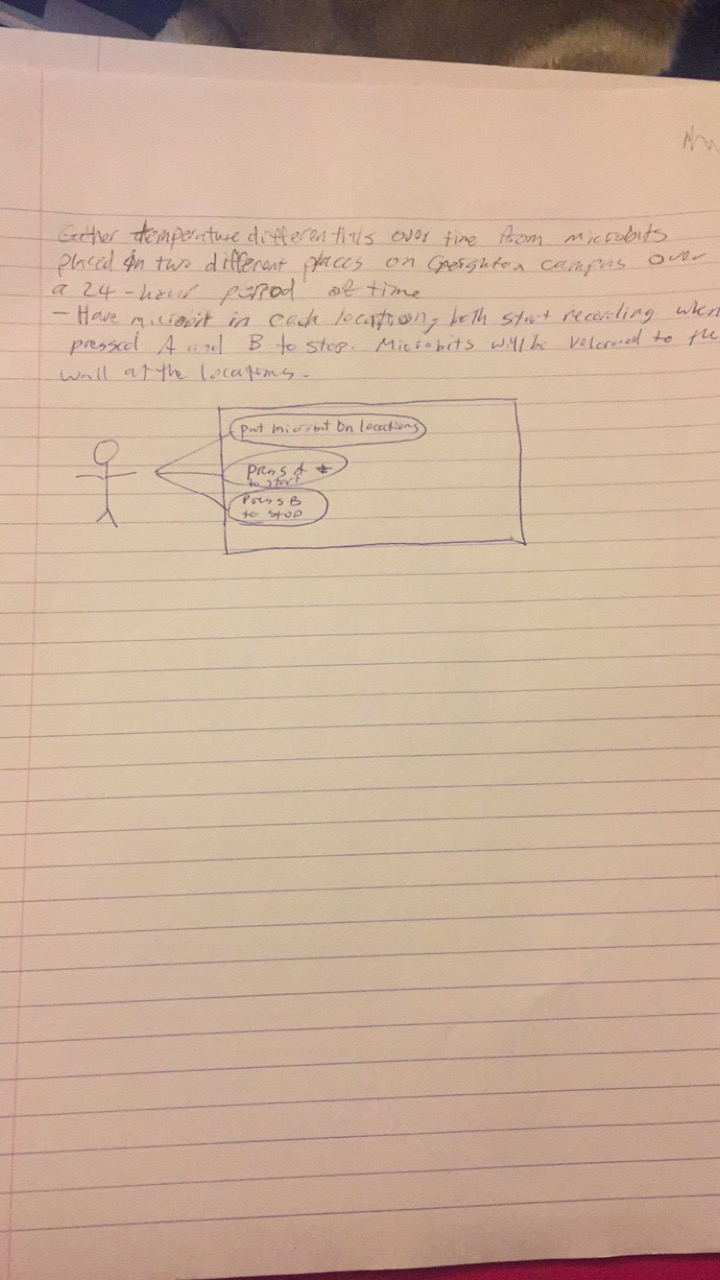 Gather temperature differentials over time from microbits
placed in two different places on Creighton campus over
a 24-hour period of time
- Have microbit in each location, both start recording when
pressed A and B to stop. Microbits will be velcroed to the
wall at the locations.
put microbit on locations
press A
to start
Press B
to stop